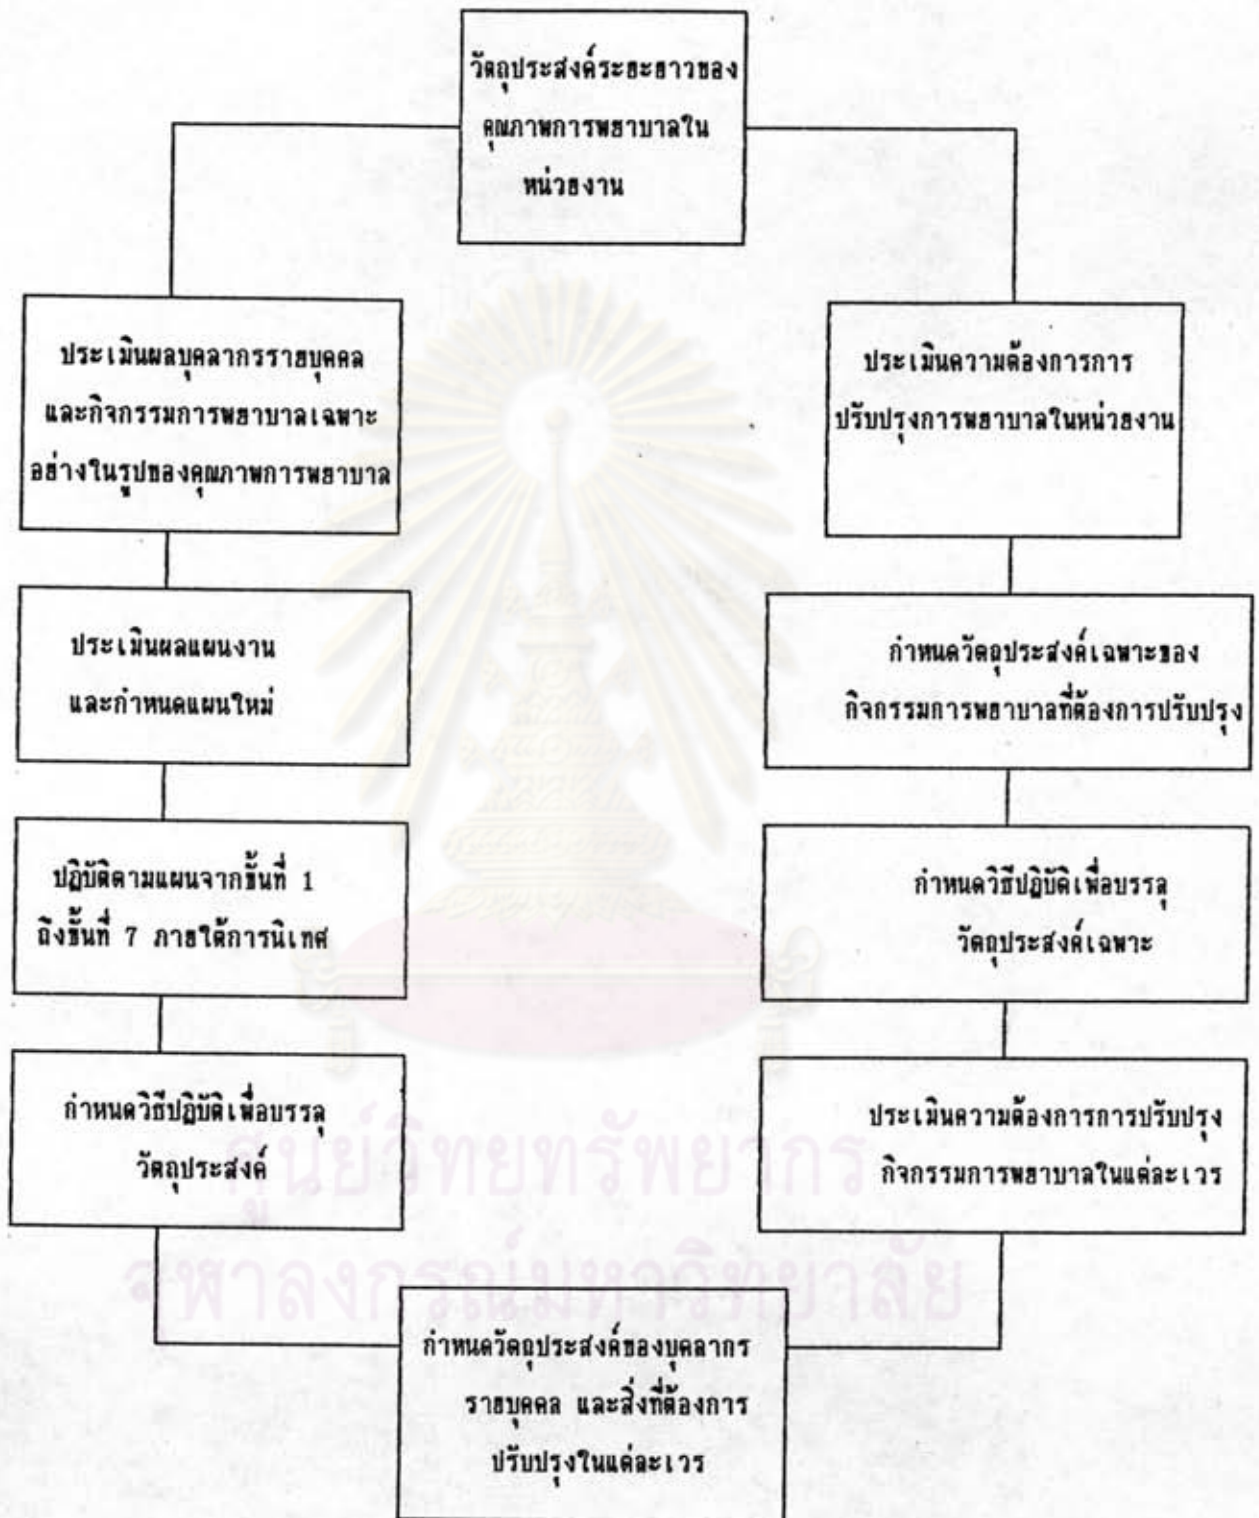 วัตถุประสงค์ระยะยาวของ
คุณภาพการพยาบาลใน
หน่วยงาน
ประเมินผลบุคลากรรายบุคคล
และกิจกรรมการพยาบาลเฉพาะ
อย่างในรูปของคุณภาพการพยาบาล
ประเมินความต้องการการ
ปรับปรุงการพยาบาลในหน่วยงาน
ประเมินผลแผนงาน
และกำหนดแผนใหม่
กำหนดวัตถุประสงค์เฉพาะของ
กิจกรรมการพยาบาลที่ต้องการปรับปรุง
ปฏิบัติตามแผนจากขั้นที่ 1
ถึงขั้นที่ 7 ภายใต้การนิเทศ
กำหนดวิธีปฏิบัติเพื่อบรรลุ
วัตถุประสงค์เฉพาะ
กำหนดวิธีปฏิบัติเพื่อบรรลุ
วัตถุประสงค์
ประเมินความต้องการการปรับปรุง
กิจกรรมการพยาบาลในแต่ละเวร
ศูนย์วิทยทรัพยากร
จุฬาลงกรณ์มหาวิทยาลัย
กำหนดวัตถุประสงค์ของบุคลากร
รายบุคคล และสิ่งที่ต้องการ
ปรับปรุงในแต่ละเวร